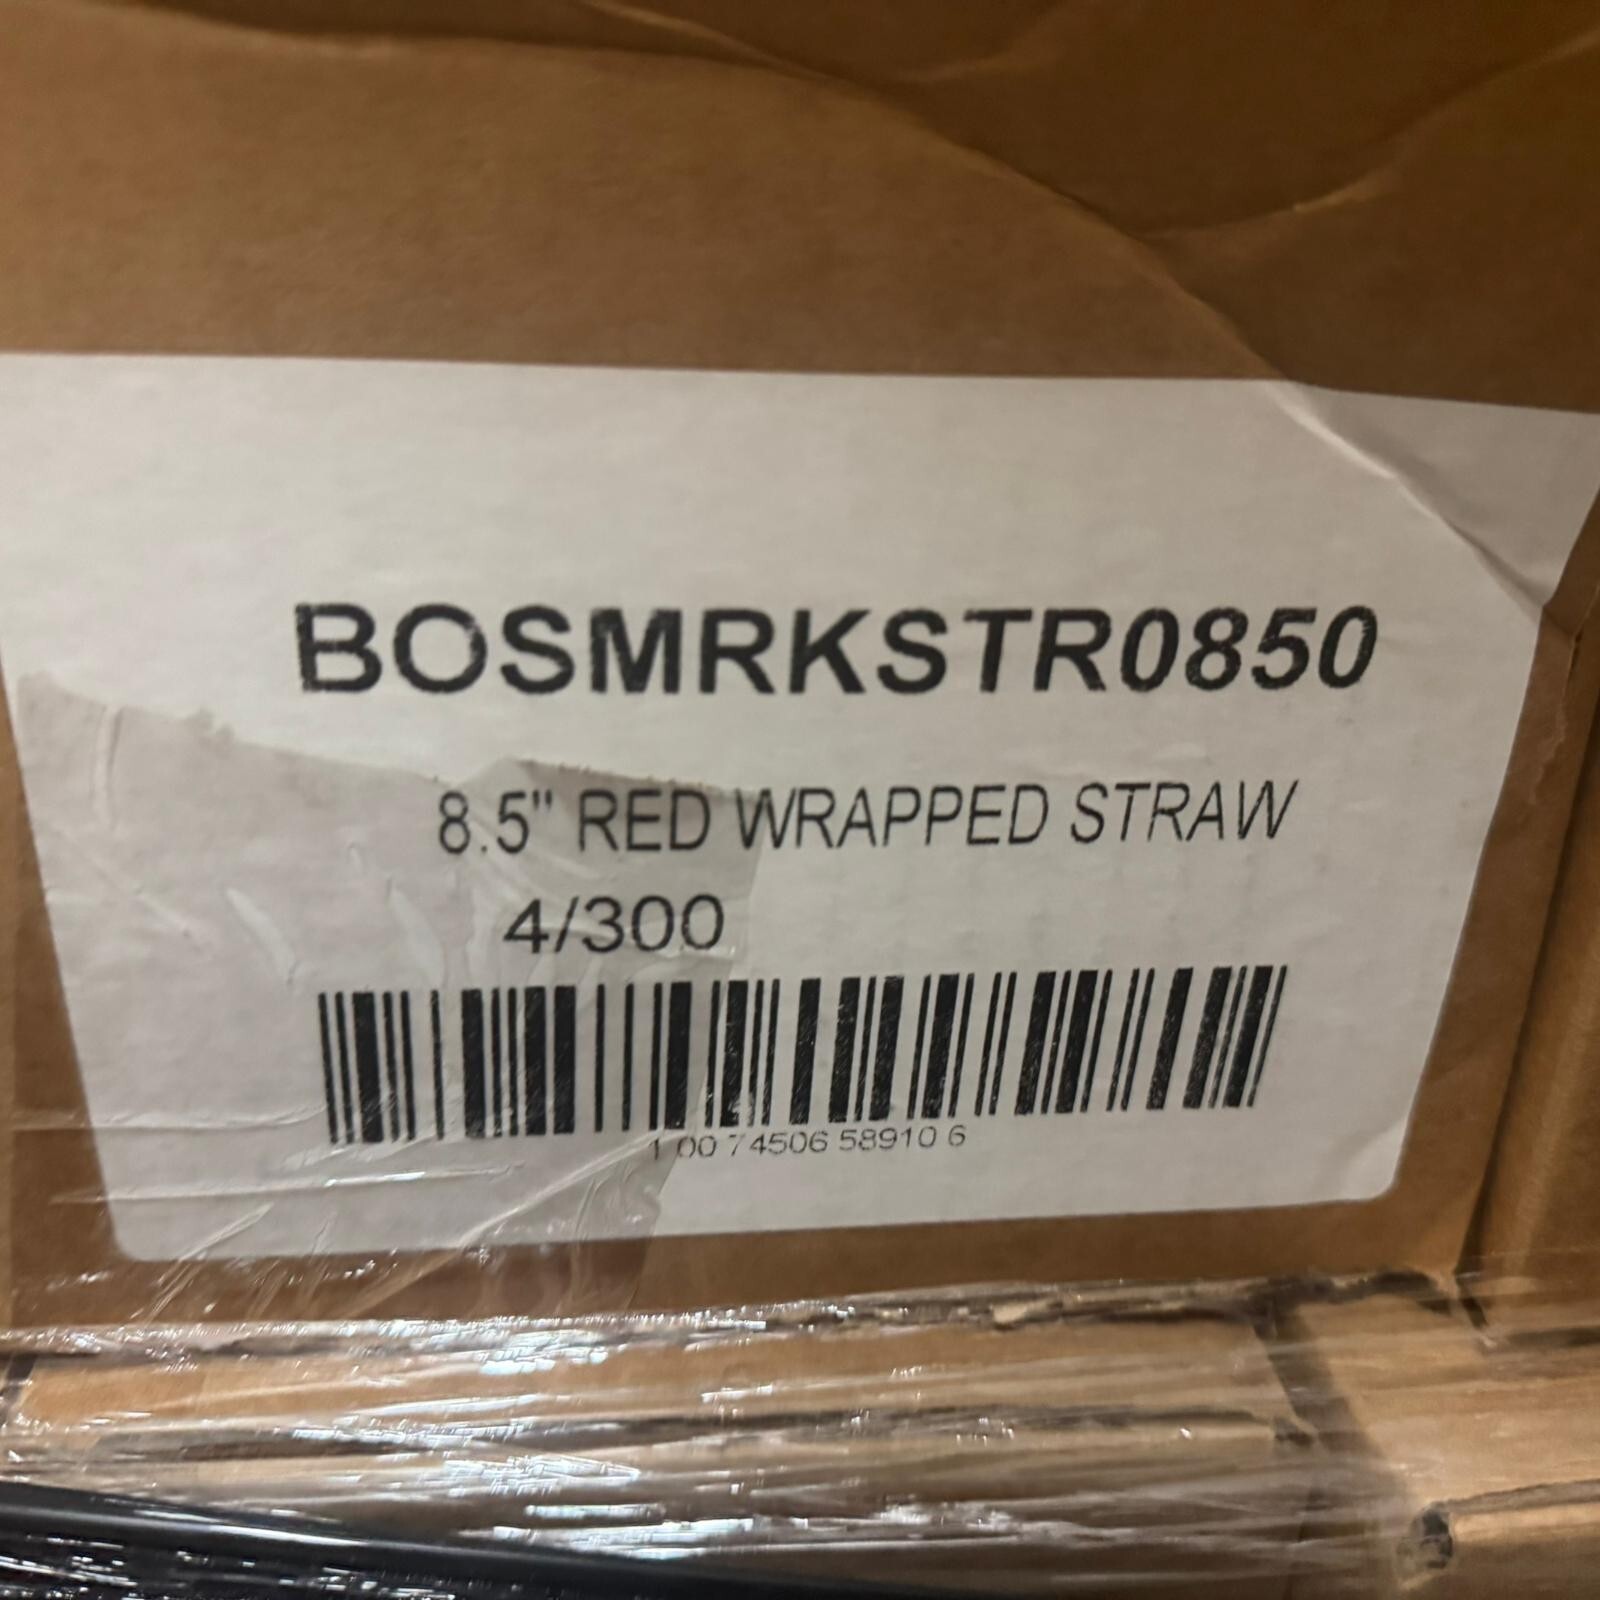 BOSMRKSTR0850
8.5" RED WRAPPED STRAW
4/300
1 00 74506 58910 6